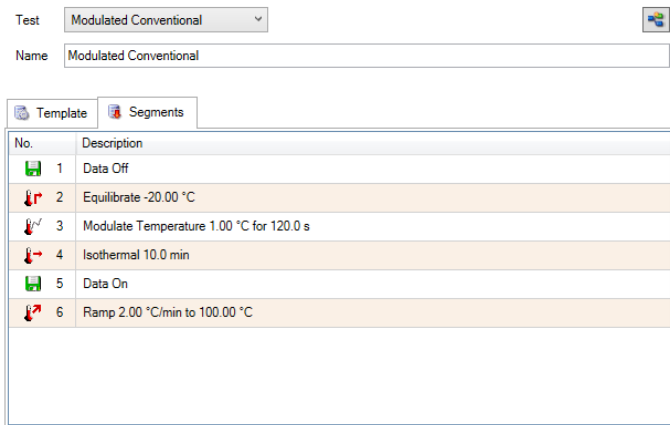 Test Modulated Conventional
Name Modulated Conventional
Template Segments
No. Description
1 Data Off
2 Equilibrate -20.00 °C
3 Modulate Temperature 1.00 °C for 120.0 s
4 Isothermal 10.0 min
5 Data On
6 Ramp 2.00 °C/min to 100.00 °C